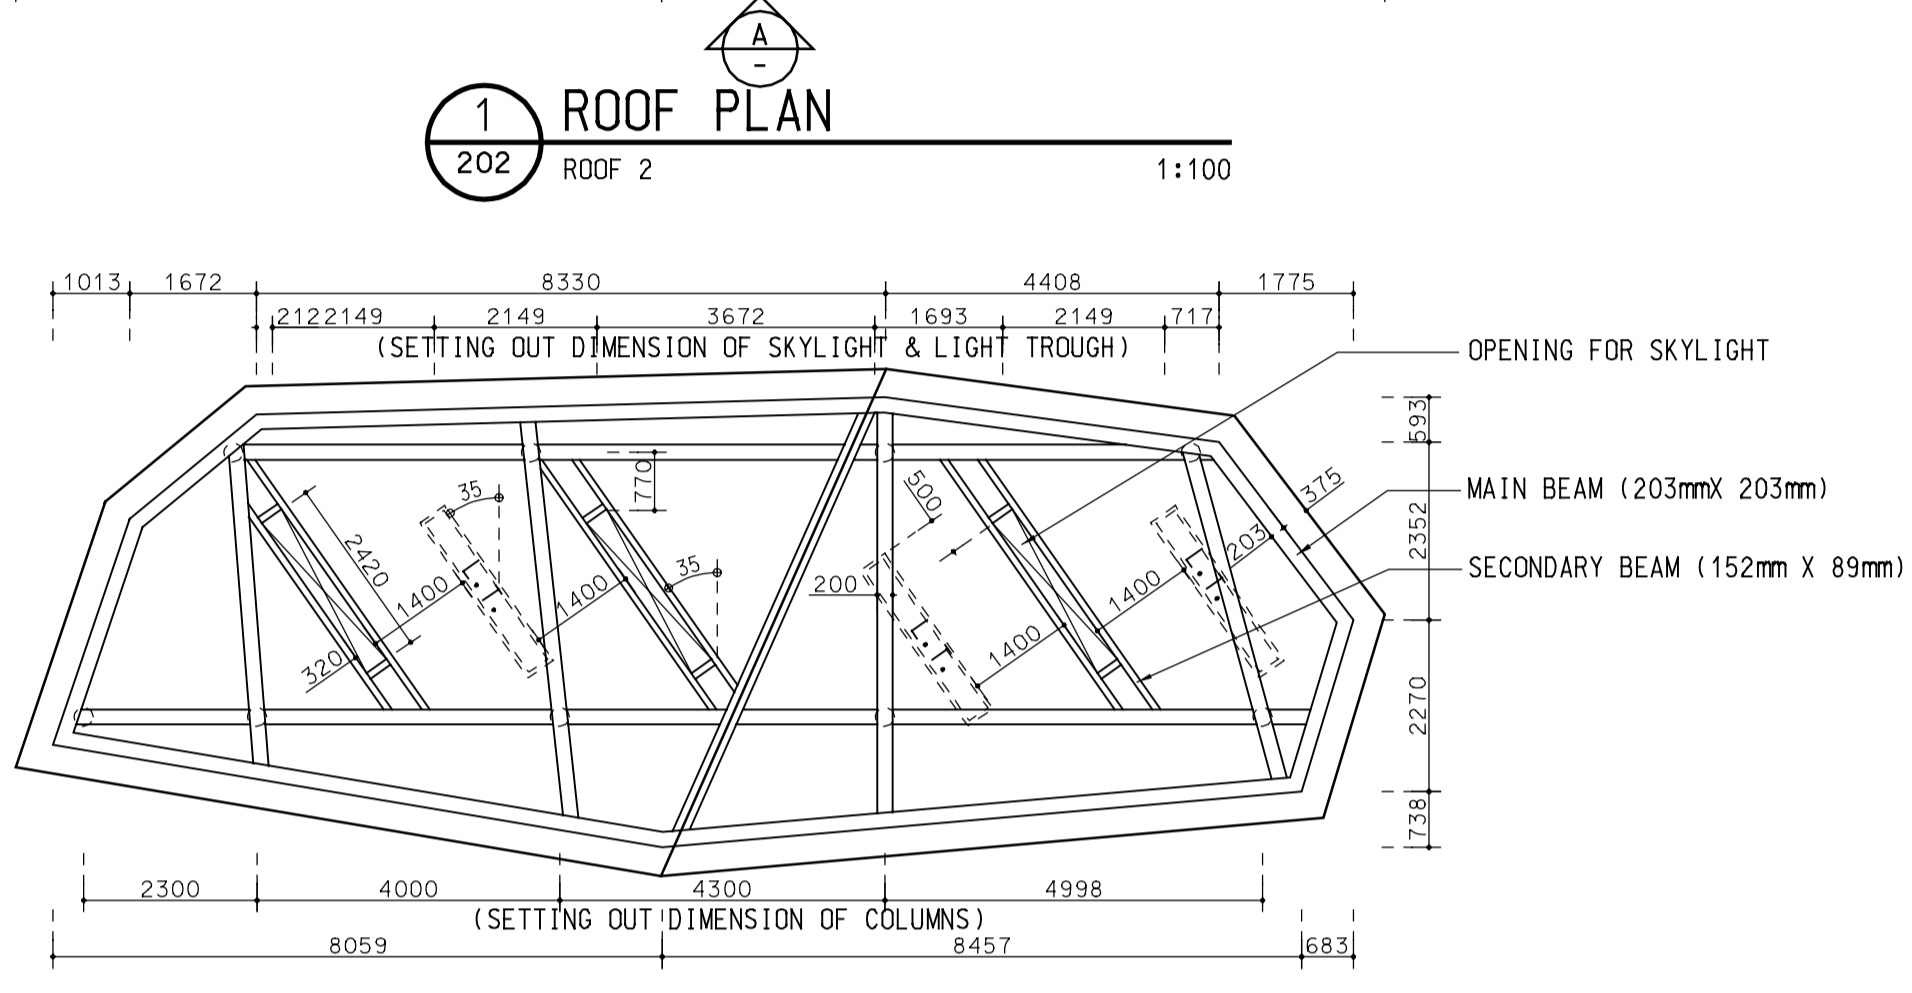 A
-
1
202
ROOF PLAN
ROOF 2
1:100
1013 1672 8330 4408 1775
212 2149 2149 3672 1693 2149 717
(SETTING OUT DIMENSION OF SKYLIGHT & LIGHT TROUGH)
OPENING FOR SKYLIGHT
593
770
35
500
375
MAIN BEAM (203mmX 203mm)
2352
2420
203
35
SECONDARY BEAM (152mm X 89mm)
1400
L.T.
1400
200
1400
L.T.
L.T.
1400
320
2270
738
2300 4000 4300 4998
(SETTING OUT DIMENSION OF COLUMNS)
8059 8457 683